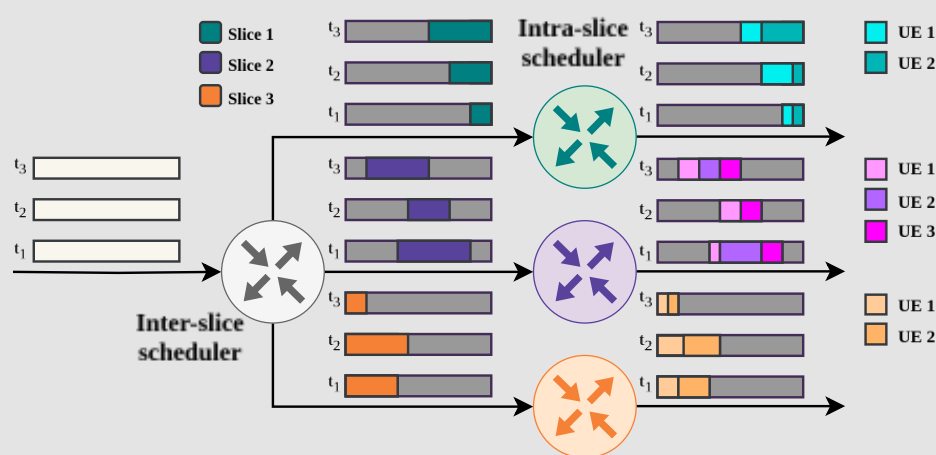 Slice 1
Slice 2
Slice 3
t3
t2
t1
Intra-slice
scheduler
t3
t2
t1
UE 1
UE 2
t3
t2
t1
t3
t2
t1
t3
t2
t1
UE 1
UE 2
UE 3
Inter-slice
scheduler
t3
t2
t1
t3
t2
t1
UE 1
UE 2